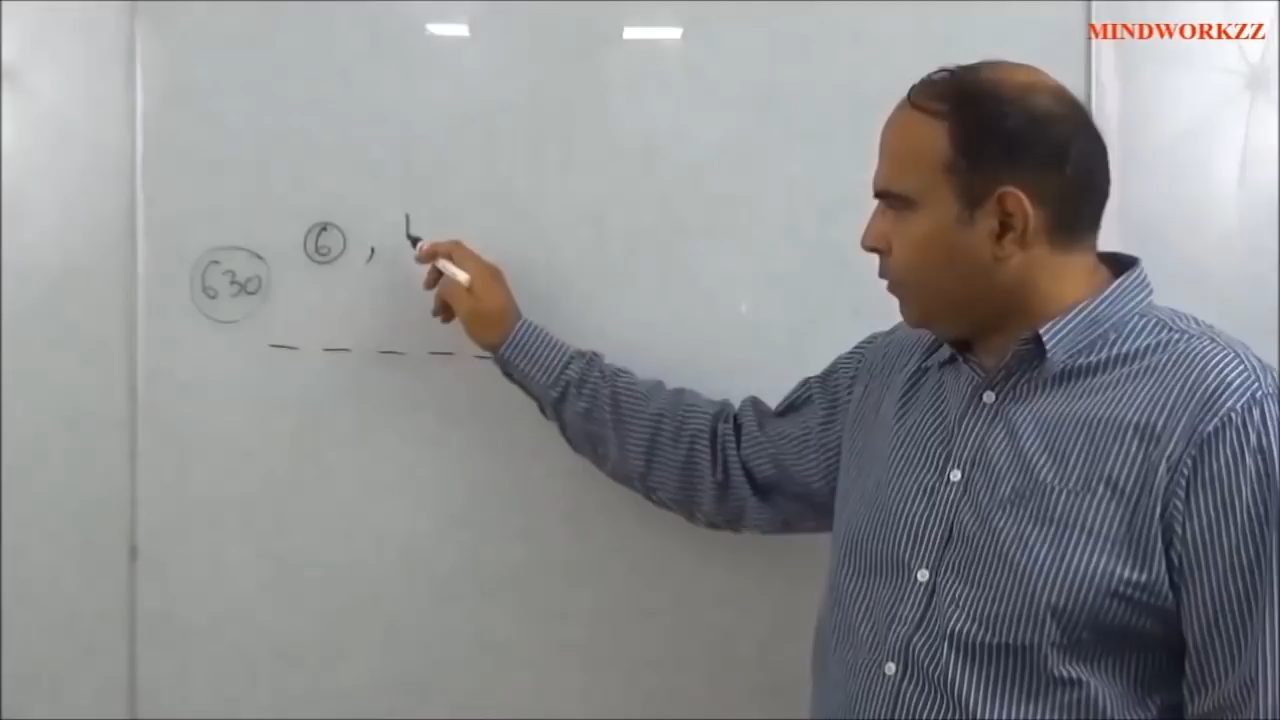 MINDWORKZZ
6 ,
630
_ _ _ _ _